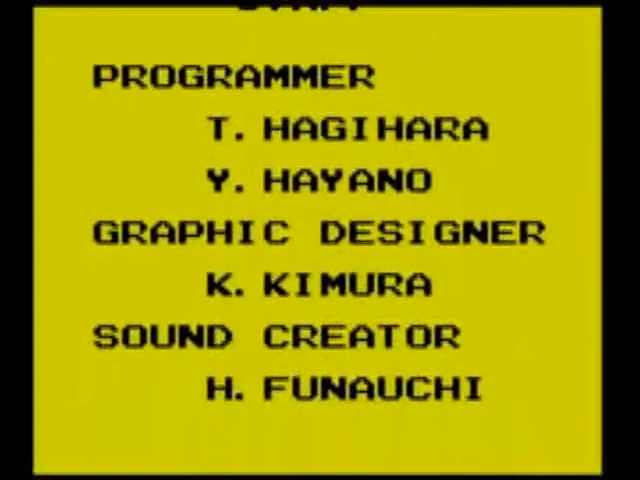 PROGRAMMER
T. HAGIHARA
Y. HAYANO
GRAPHIC DESIGNER
K. KIMURA
SOUND CREATOR
H. FUNAUCHI